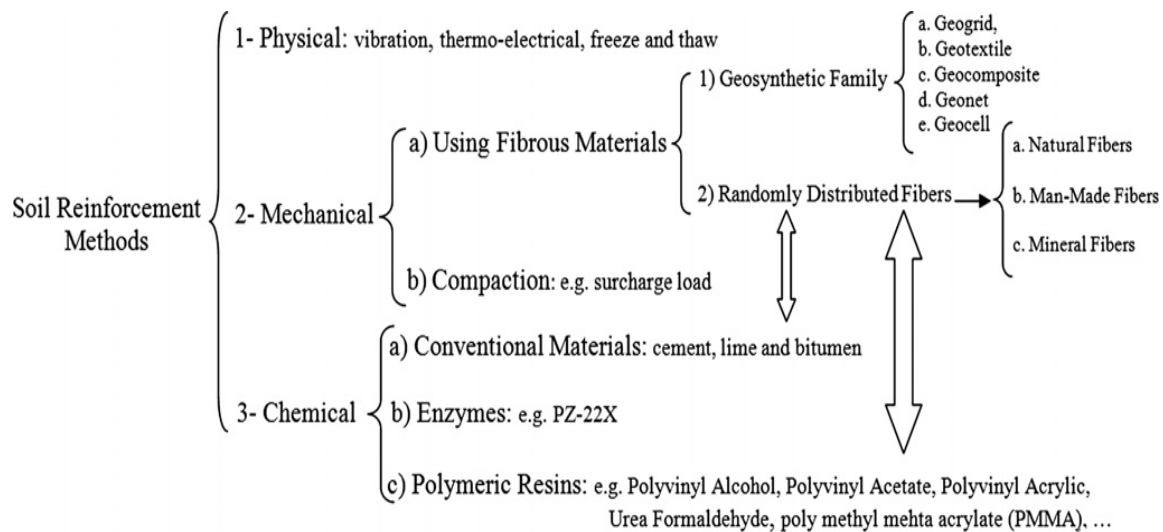 1- Physical: vibration, thermo-electrical, freeze and thaw
a. Geogrid,
b. Geotextile
c. Geocomposite
d. Geonet
e. Geocell
1) Geosynthetic Family
a) Using Fibrous Materials
2) Randomly Distributed Fibers
a. Natural Fibers
b. Man-Made Fibers
c. Mineral Fibers
Soil Reinforcement
Methods
2- Mechanical
b) Compaction: e.g. surcharge load
a) Conventional Materials: cement, lime and bitumen
3- Chemical
b) Enzymes: e.g. PZ-22X
c) Polymeric Resins: e.g. Polyvinyl Alcohol, Polyvinyl Acetate, Polyvinyl Acrylic,
Urea Formaldehyde, poly methyl mehta acrylate (PMMA), ...